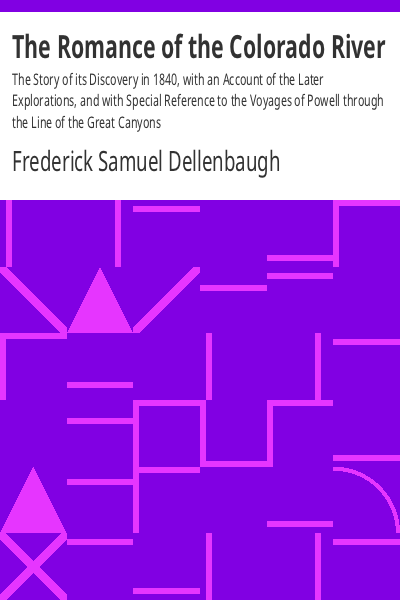 The Romance of the Colorado River
The Story of its Discovery in 1840, with an Account of the Later
Explorations, and with Special Reference to the Voyages of Powell through
the Line of the Great Canyons
Frederick Samuel Dellenbaugh